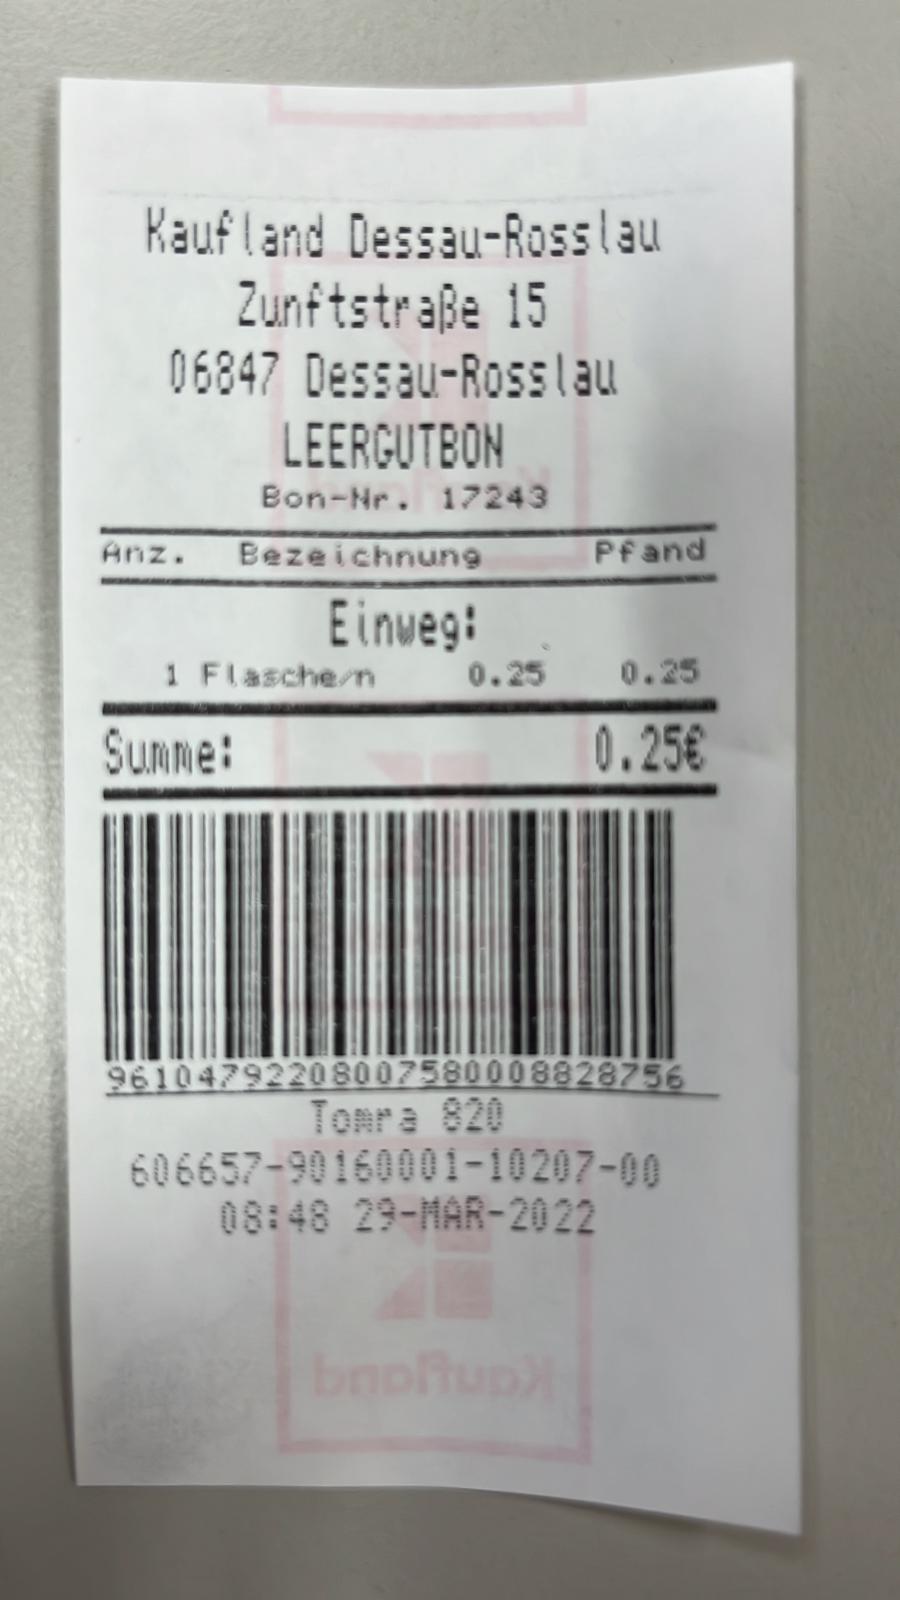 Kaufland Dessau-Rosslau
Zunftstraße 15
06847 Dessau-Rosslau
LEERGUTBON
Bon-Nr. 17243
Anz. Bezeichnung Pfand
Einweg:
1 Flasche/n 0.25 0.25
Summe: 0.25€
96104792208007580008828756
Tomra 820
606657-90160001-10207-00
08:48 29-MAR-2022
Kaufland